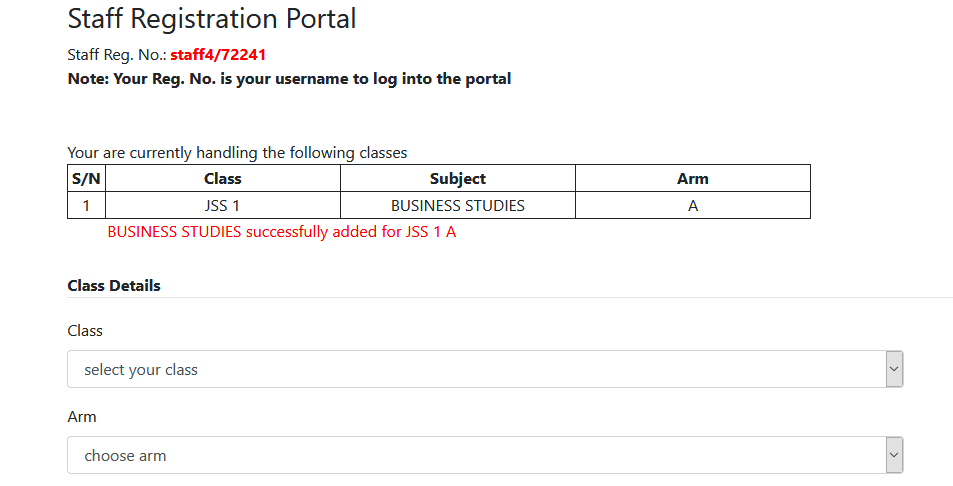 Staff Registration Portal
Staff Reg. No.: staff4/72241
Note: Your Reg. No. is your username to log into the portal
Your are currently handling the following classes
S/N Class Subject Arm
1 JSS 1 BUSINESS STUDIES A
BUSINESS STUDIES successfully added for JSS 1 A
Class Details
Class
select your class
Arm
choose arm